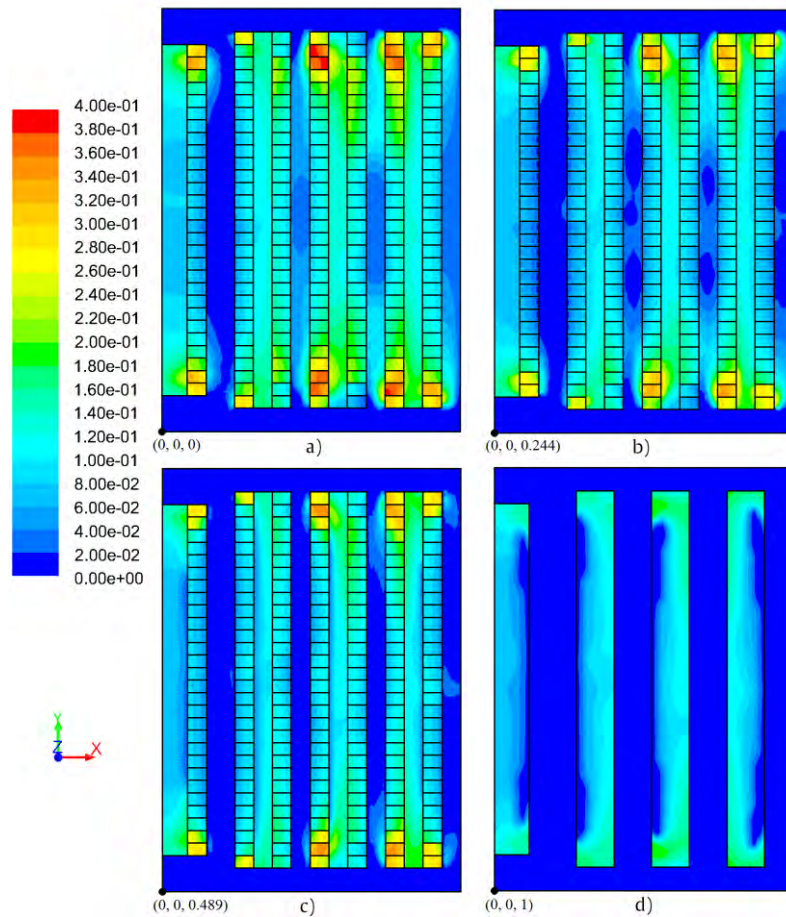 4.00e-01
3.80e-01
3.60e-01
3.40e-01
3.20e-01
3.00e-01
2.80e-01
2.60e-01
2.40e-01
2.20e-01
2.00e-01
1.80e-01
1.60e-01
1.40e-01
1.20e-01
1.00e-01
8.00e-02
6.00e-02
4.00e-02
2.00e-02
0.00e+00
(0, 0, 0)
a)
(0, 0, 0.244)
b)
Y
Z
X
(0, 0, 0.489)
c)
(0, 0, 1)
d)